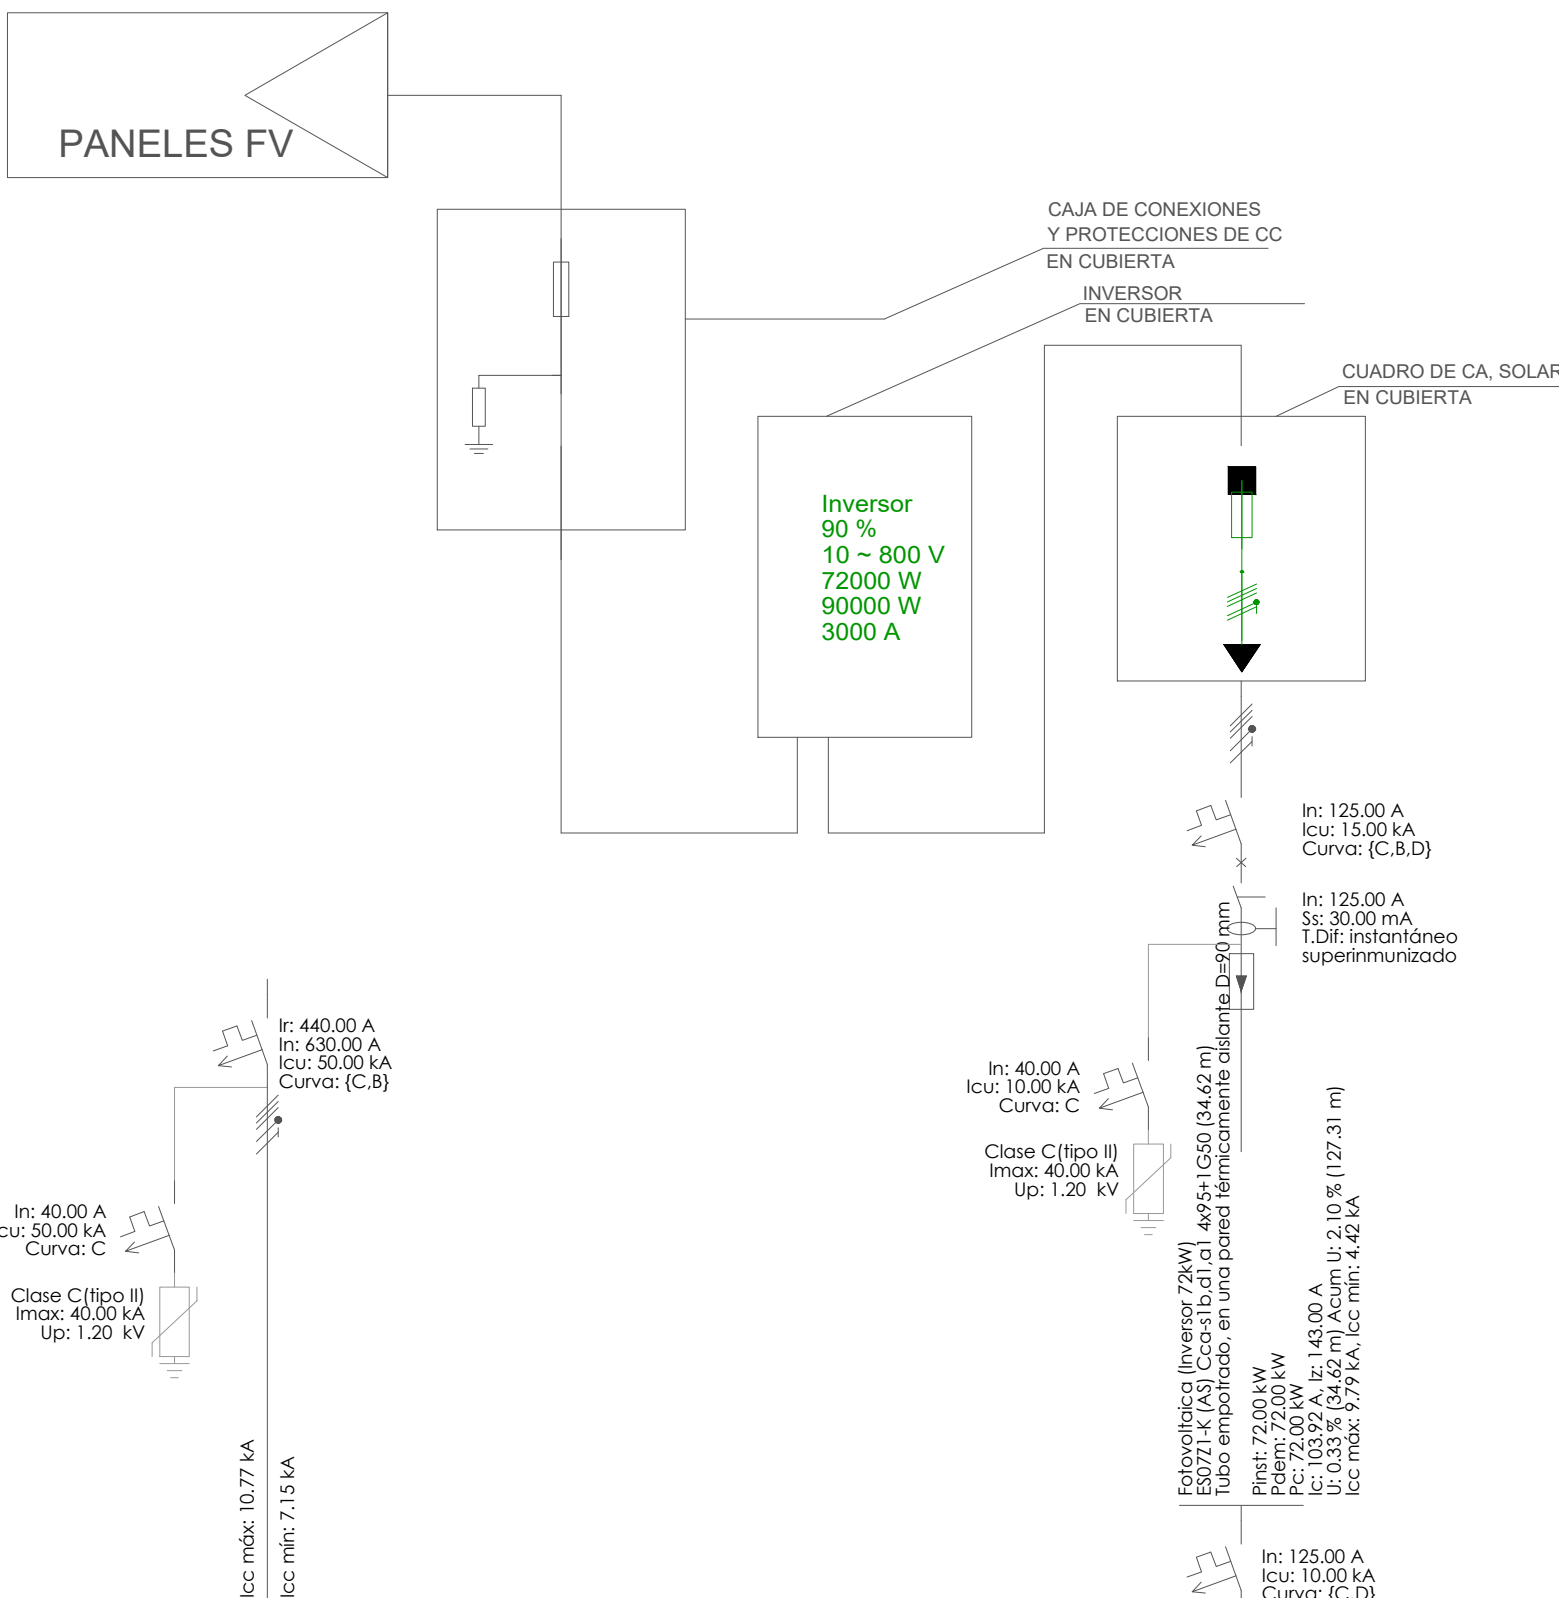 PANELES FV
CAJA DE CONEXIONES
Y PROTECCIONES DE CC
EN CUBIERTA
INVERSOR
EN CUBIERTA
CUADRO DE CA, SOLAR
EN CUBIERTA
Inversor
90 %
10 ~ 800 V
72000 W
90000 W
3000 A
In: 125.00 A
Icu: 15.00 kA
Curva: {C,B,D}
In: 125.00 A
Ss: 30.00 mA
T.Dif: instantáneo
superinmunizado
Ir: 440.00 A
In: 630.00 A
Icu: 50.00 kA
Curva: {C,B}
In: 40.00 A
Icu: 10.00 kA
Curva: C
Clase C(tipo II)
Imax: 40.00 kA
Up: 1.20 kV
In: 40.00 A
cu: 50.00 kA
Curva: C
Clase C(tipo II)
Imax: 40.00 kA
Up: 1.20 kV
Icc máx: 10.77 kA
Icc mín: 7.15 kA
Fotovoltaica (Inversor 72kW)
ES07Z1-K (AS) Cca-s1b,d1,a1 4x95+1G50 (34.62 m)
Tubo empotrado, en una pared térmicamente aislante D=90 mm
Pinst: 72.00 kW
Pdem: 72.00 kW
Pc: 72.00 kW
Ic: 103.92 A, Iz: 143.00 A
U: 0.33 % (34.62 m) Acum U: 2.10 % (127.31 m)
Icc máx: 9.79 kA, Icc mín: 4.42 kA
In: 125.00 A
Icu: 10.00 kA
Curva: {C,D}